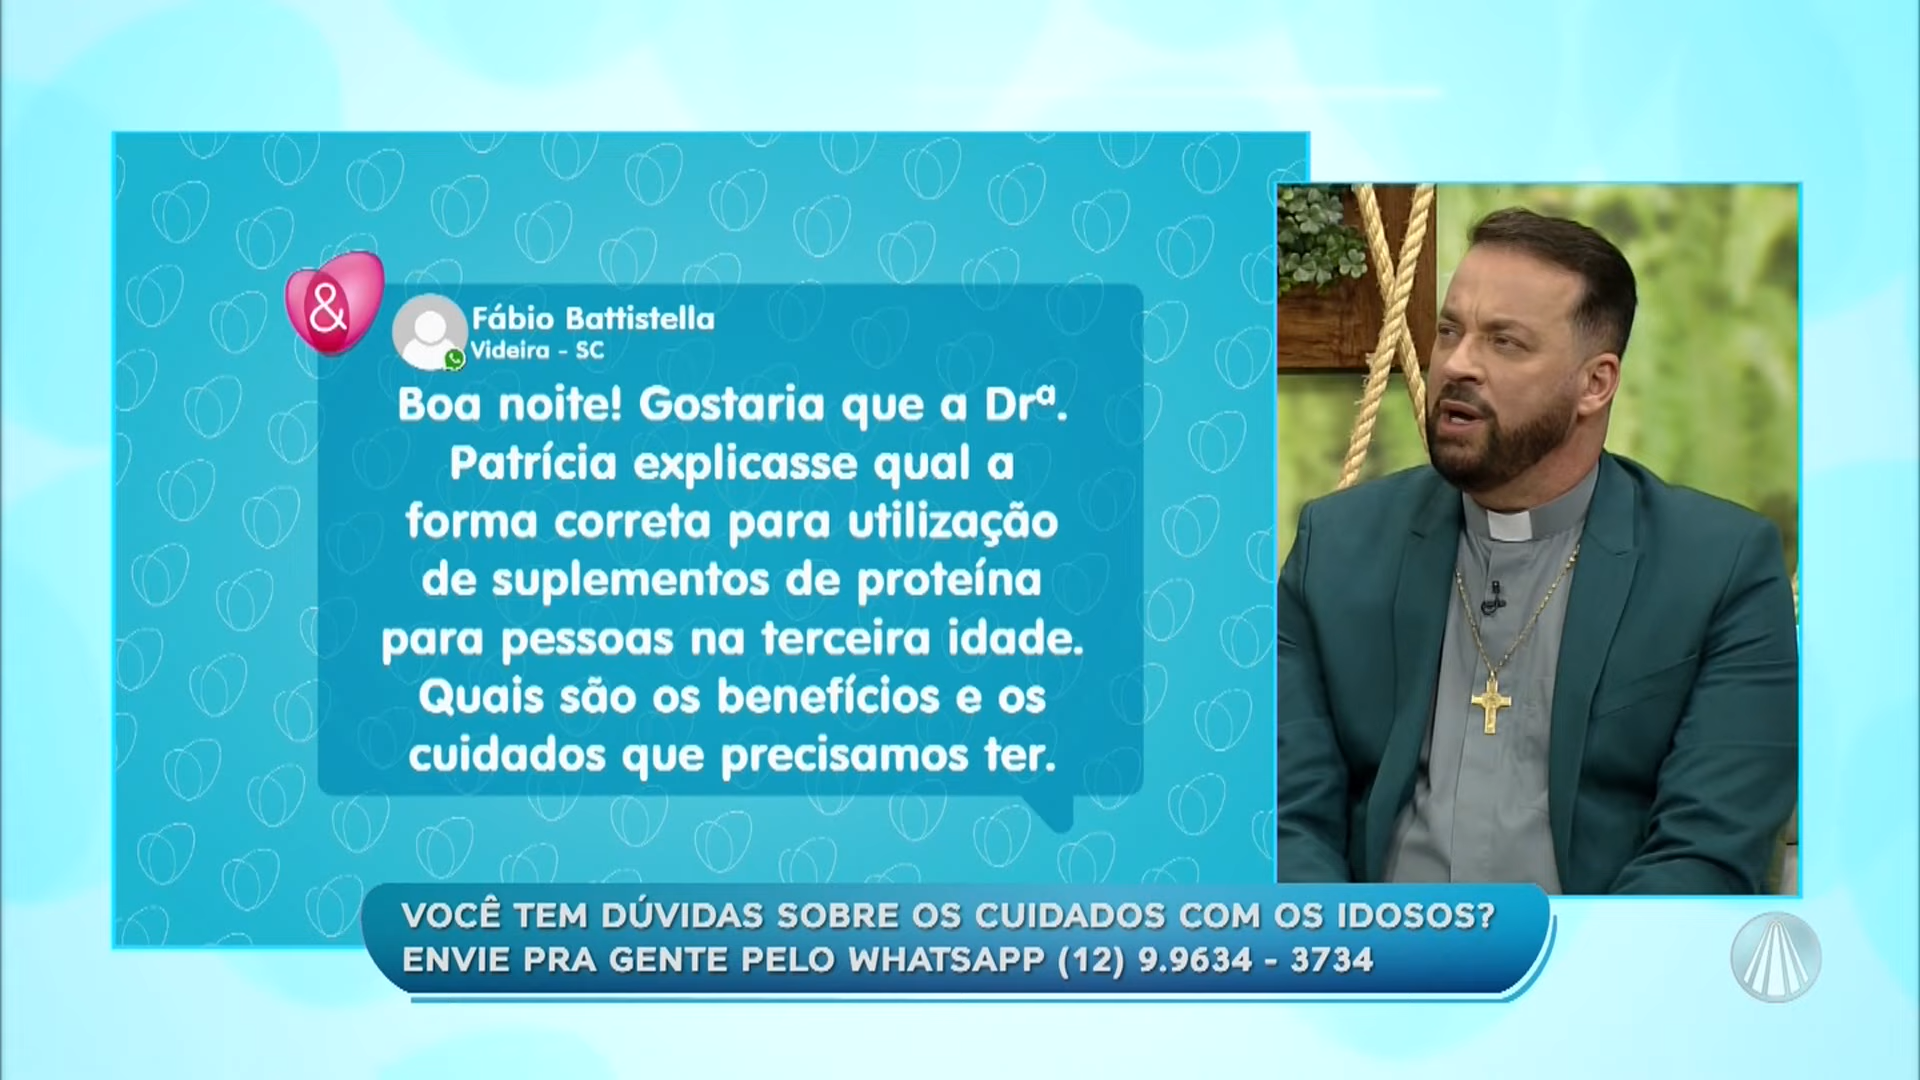 &
Fábio Battistella
Videira - SC
Boa noite! Gostaria que a Drª.
Patrícia explicasse qual a
forma correta para utilização
de suplementos de proteína
para pessoas na terceira idade.
Quais são os benefícios e os
cuidados que precisamos ter.
VOCÊ TEM DÚVIDAS SOBRE OS CUIDADOS COM OS IDOSOS?
ENVIE PRA GENTE PELO WHATSAPP (12) 9.9634 - 3734